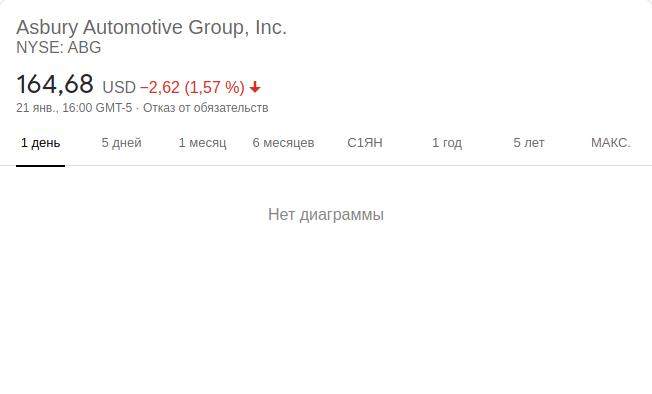 Asbury Automotive Group, Inc.
NYSE: ABG
164,68 USD −2,62 (1,57 %)
21 янв., 16:00 GMT-5 · Отказ от обязательств
1 день 5 дней 1 месяц 6 месяцев С1ЯН 1 год 5 лет МАКС.
Нет диаграммы